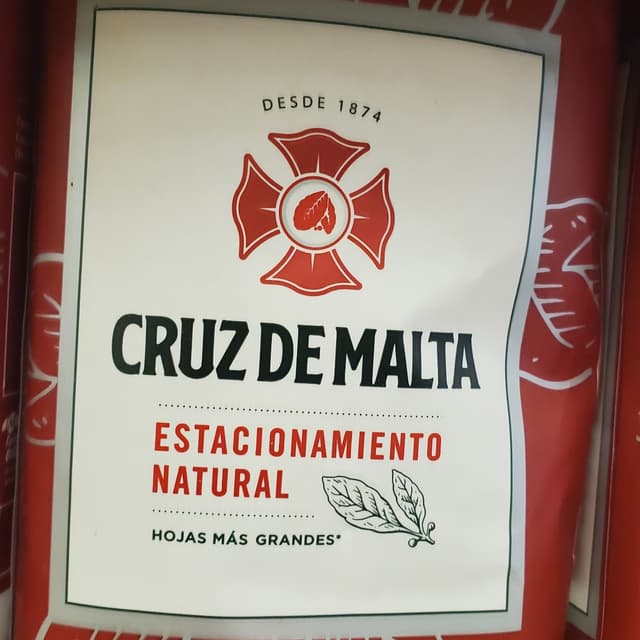 DESDE 1874
CRUZ DE MALTA
ESTACIONAMIENTO
NATURAL
HOJAS MÁS GRANDES*